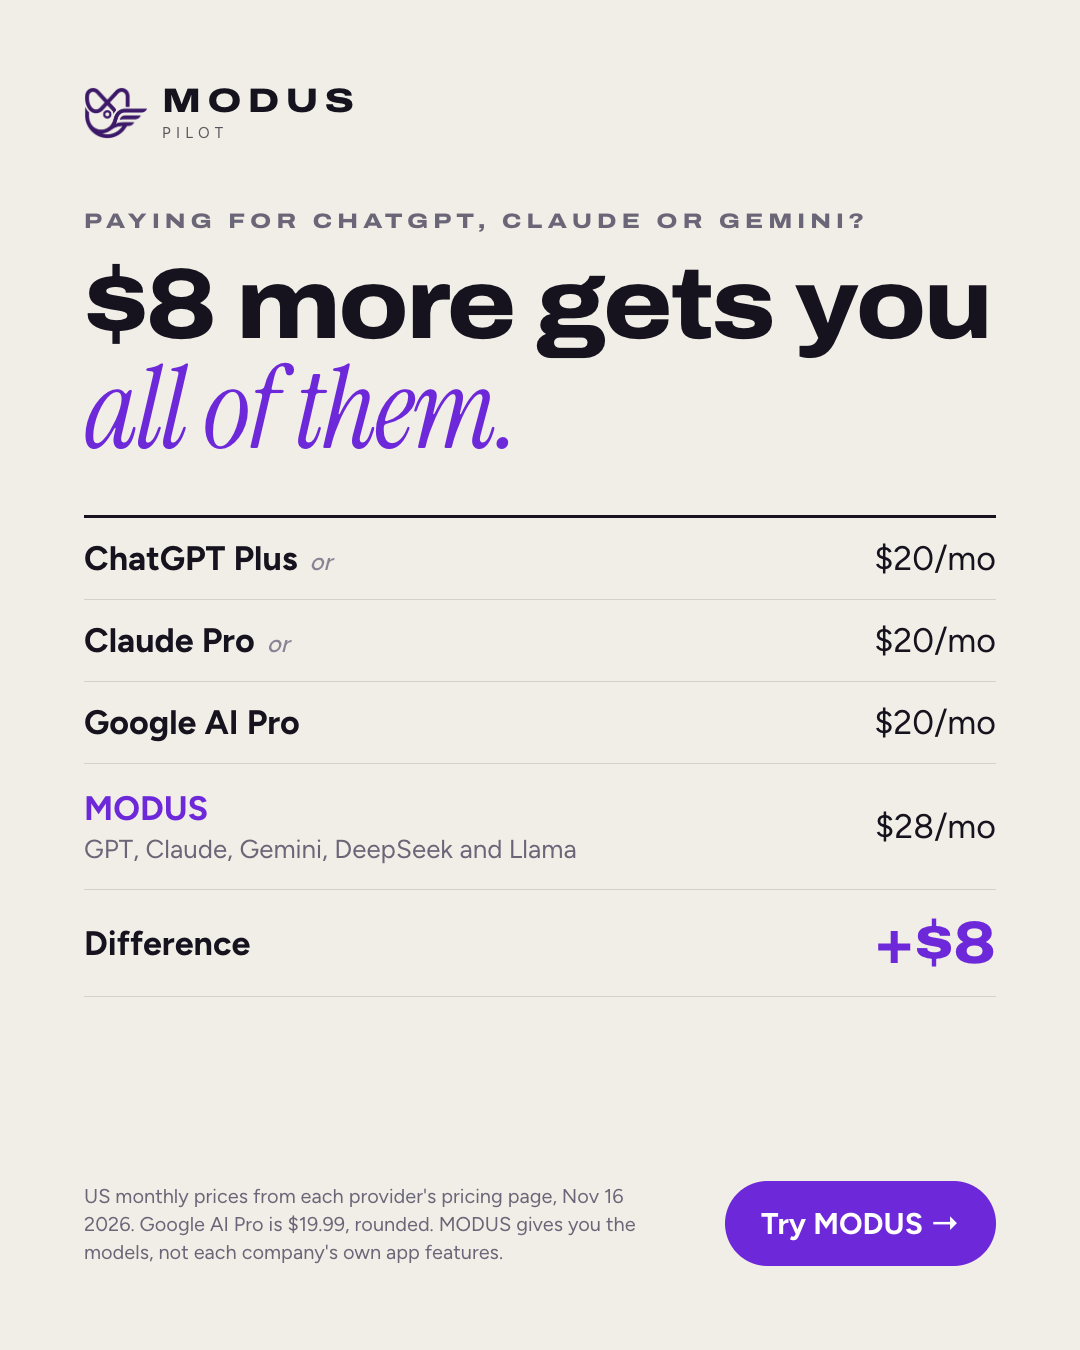 MODUS
PILOT
PAYING FOR CHATGPT, CLAUDE OR GEMINI?
$8 more gets you
all of them.
ChatGPT Plus or $20/mo
Claude Pro or $20/mo
Google AI Pro $20/mo
MODUS
GPT, Claude, Gemini, DeepSeek and Llama
$28/mo
Difference +$8
US monthly prices from each provider's pricing page, Nov 16
2026. Google AI Pro is $19.99, rounded. MODUS gives you the
models, not each company's own app features.
Try MODUS →